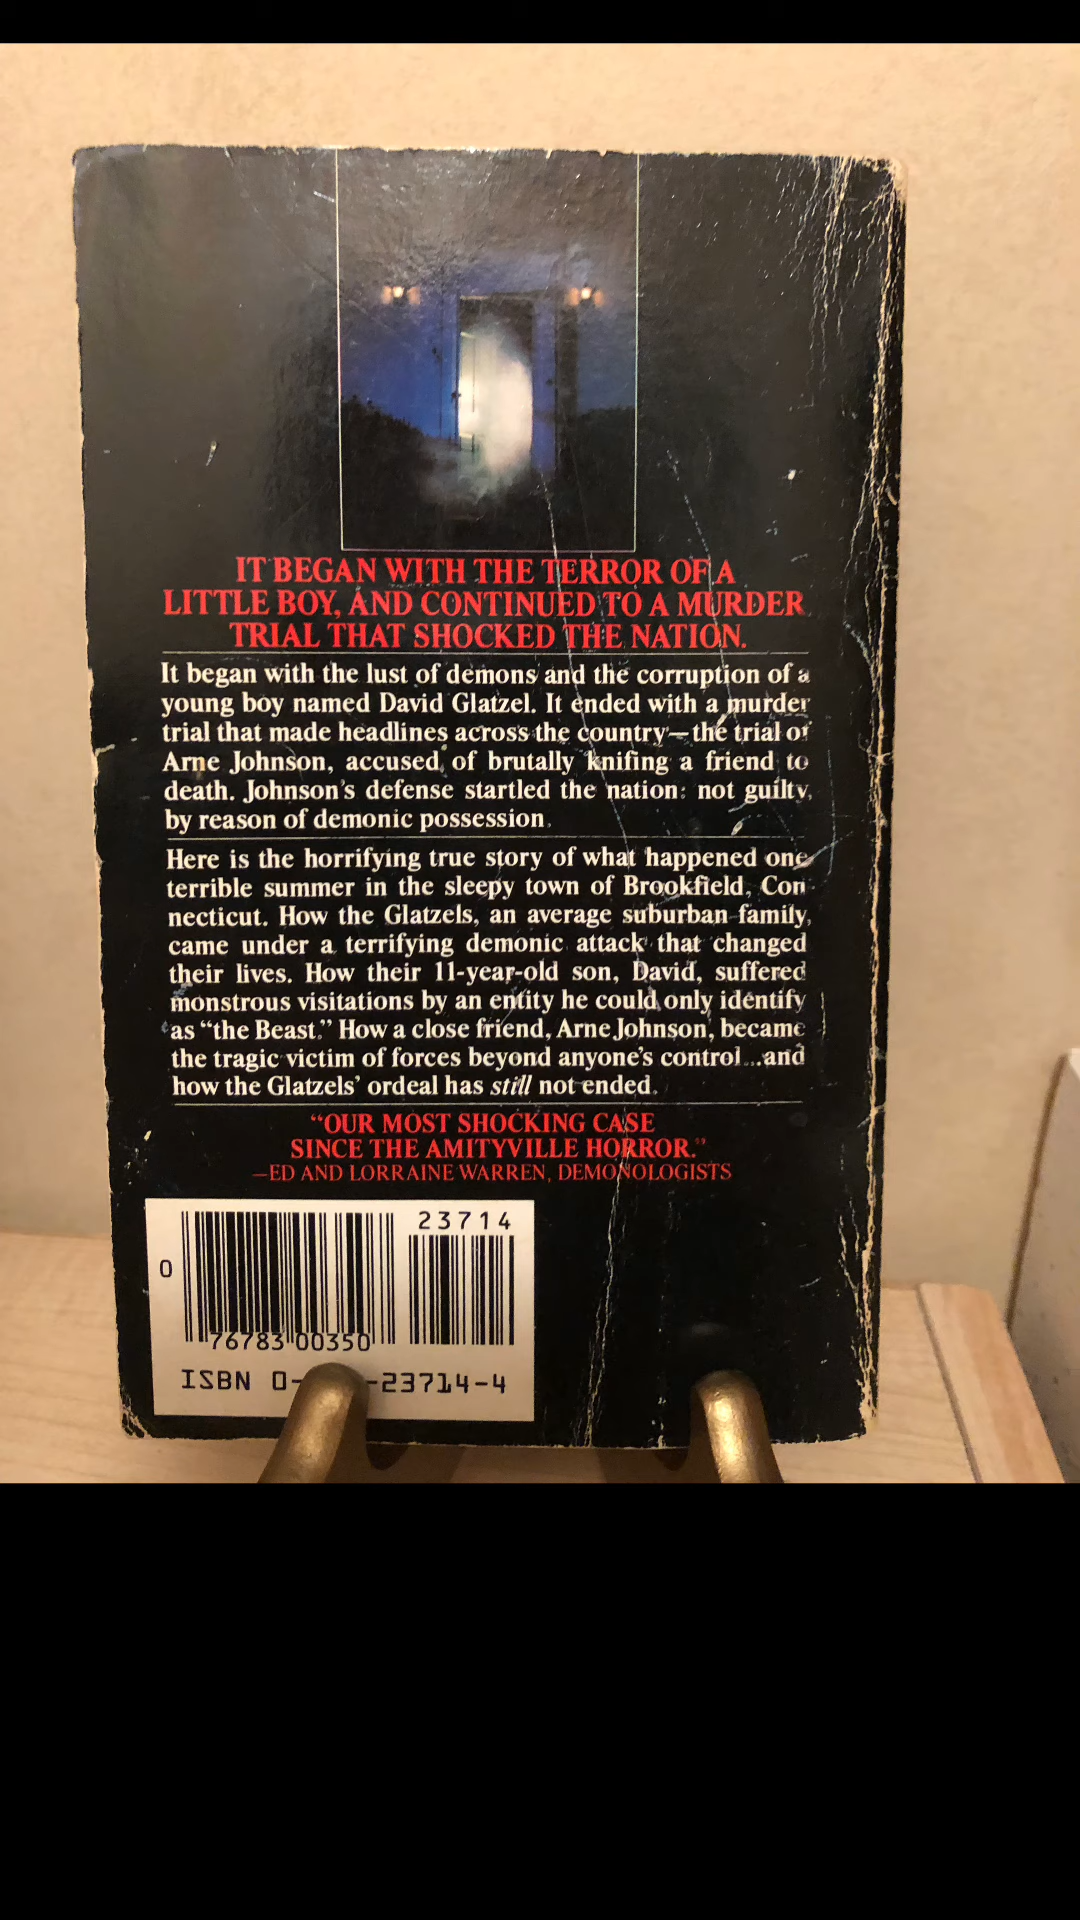 IT BEGAN WITH THE TERROR OF A
LITTLE BOY, AND CONTINUED TO A MURDER
TRIAL THAT SHOCKED THE NATION.
It began with the lust of demons and the corruption of a
young boy named David Glatzel. It ended with a murder
trial that made headlines across the country—the trial of
Arne Johnson, accused of brutally knifing a friend to
death. Johnson's defense startled the nation: not guilty,
by reason of demonic possession.
Here is the horrifying true story of what happened one
terrible summer in the sleepy town of Brookfield, Con-
necticut. How the Glatzels, an average suburban family,
came under a terrifying demonic attack that changed
their lives. How their 11-year-old son, David, suffered
monstrous visitations by an entity he could only identify
as “the Beast.” How a close friend, Arne Johnson, became
the tragic victim of forces beyond anyone's control...and
how the Glatzels' ordeal has still not ended.
“OUR MOST SHOCKING CASE
SINCE THE AMITYVILLE HORROR.”
—ED AND LORRAINE WARREN, DEMONOLOGISTS
23714
0
76783 00350
ISBN 0- -23714-4